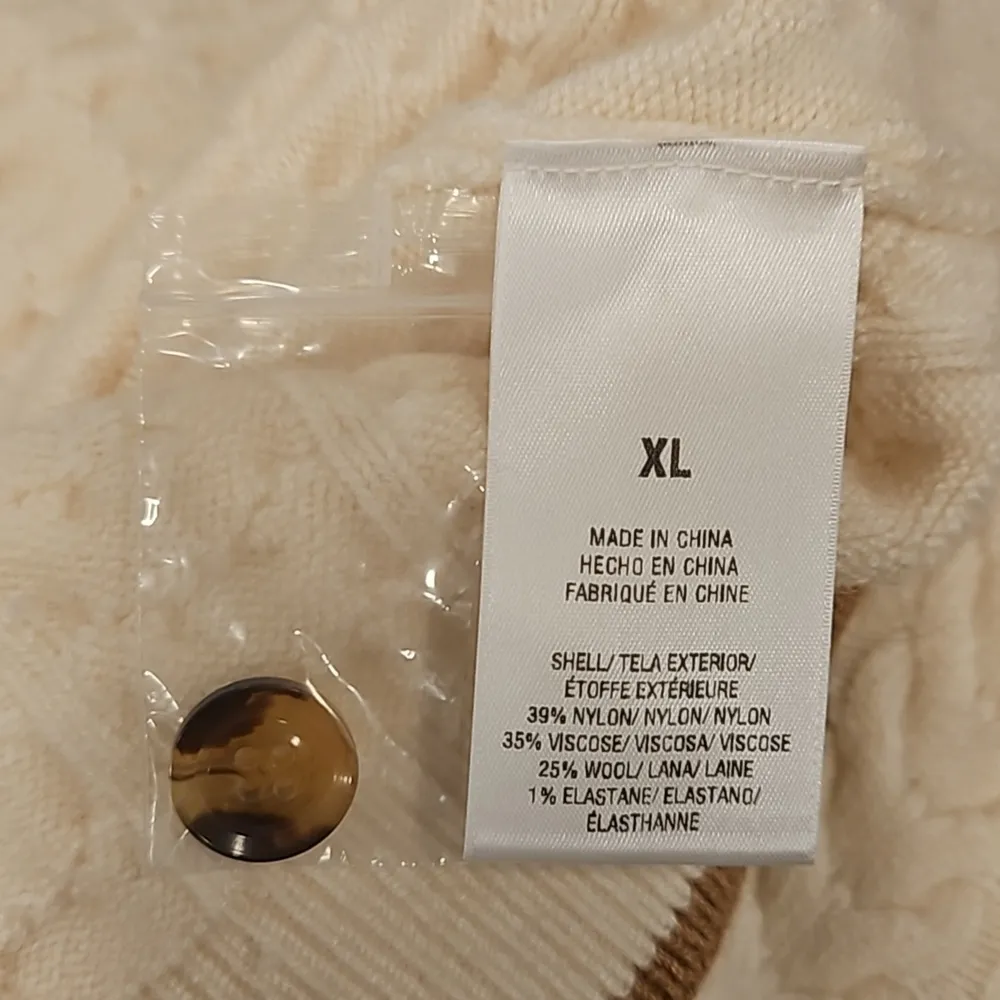 XL
MADE IN CHINA
HECHO EN CHINA
FABRIQUÉ EN CHINE
SHELL/ TELA EXTERIOR/
ÉTOFFE EXTÉRIEURE
39% NYLON/ NYLON/ NYLON
35% VISCOSE/ VISCOSA/ VISCOSE
25% WOOL/ LANA/ LAINE
1% ELASTANE/ ELASTANO/
ÉLASTHANNE